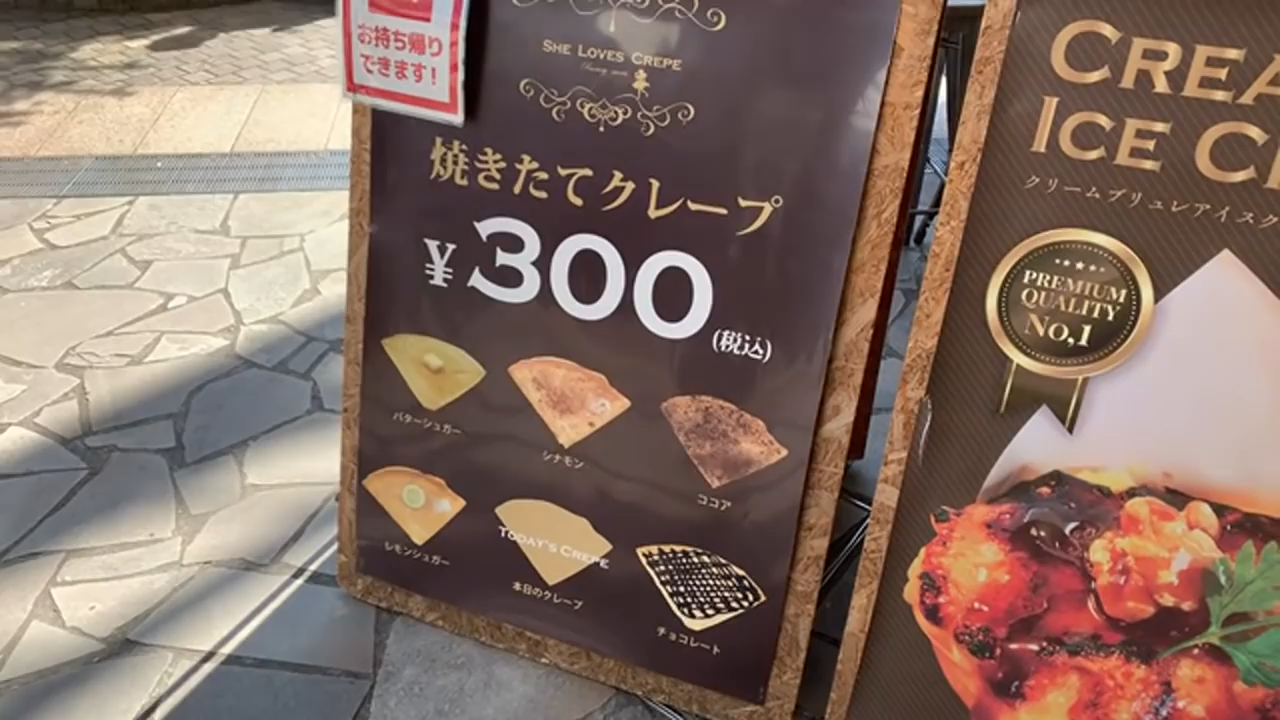 お持ち帰り
できます!
SHE LOVES CREPE
焼きたてクレープ
¥300
(税込)
バターシュガー
シナモン
ココア
レモンシュガー
TODAY'S CREPE
本日のクレープ
チョコレート
CREA
ICE C
クリームブリュレアイスク
PREMIUM
QUALITY
No,1